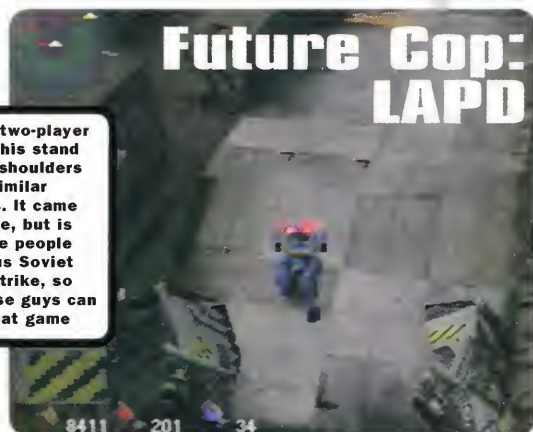 Future Cop:
LAPD
two-player
his stand
shoulders
imilar
. It came
e, but is
e people
us Soviet
trike, so
se guys can
at game
8411 201 34